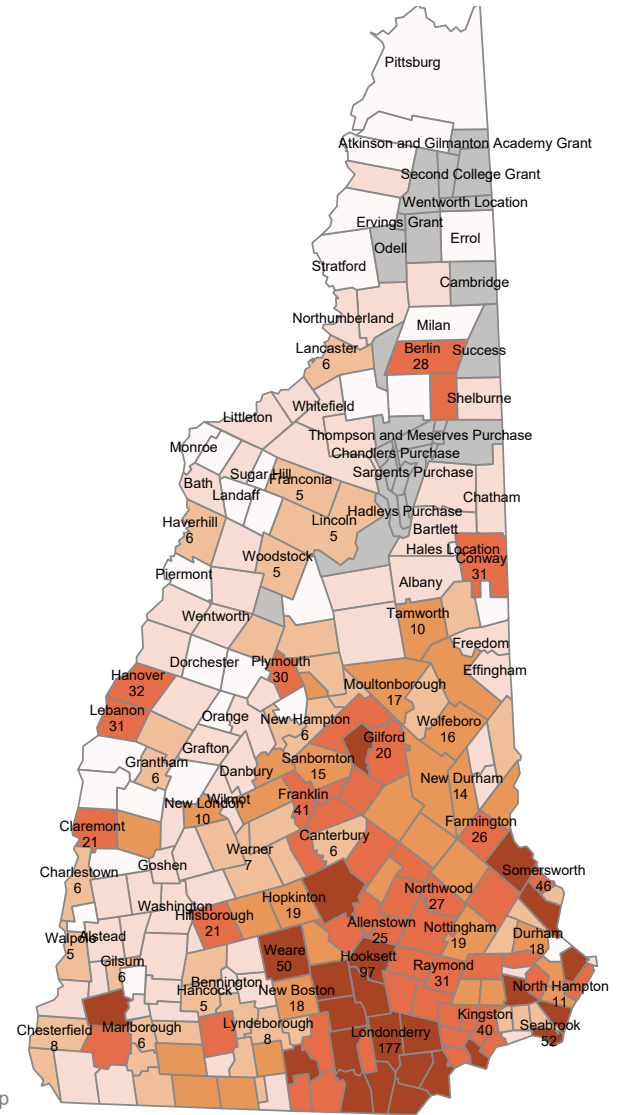 Pittsburg
Atkinson and Gilmanton Academy Grant
Second College Grant
Wentworth Location
Ervings Grant
Errol
Odell
Stratford
Cambridge
Northumberland
Milan
Lancaster
6
Berlin
28
Success
Shelburne
Whitefield
Littleton
Thompson and Meserves Purchase
Monroe
Chandlers Purchase
Sugar Hill
Sargents Purchase
Bath
Franconia
5
Landaff
Chatham
Hadleys Purchase
Haverhill
6
Lincoln
5
Bartlett
Hales Location
Woodstock
5
Conway
31
Piermont
Albany
Wentworth
Tamworth
10
Freedom
Dorchester
Plymouth
30
Effingham
Hanover
32
Moultonborough
17
Lebanon
31
Orange
New Hampton
6
Wolfeboro
16
Gilford
20
Grafton
Grantham
6
Sanbornton
15
Danbury
New Durham
14
Franklin
41
Wilmot
New London
10
Claremont
21
Farmington
26
Canterbury
6
Warner
7
Goshen
Charlestown
6
Somersworth
46
Northwood
27
Hopkinton
19
Washington
Hillsborough
21
Allenstown
25
Nottingham
19
Durham
18
Walpole
5
Alstead
Weare
50
Hooksett
97
Gilsum
6
Raymond
31
Bennington
Hancock
5
New Boston
18
North Hampton
11
Kingston
40
Chesterfield
8
Marlborough
6
Lyndeborough
8
Seabrook
52
Londonderry
177
p